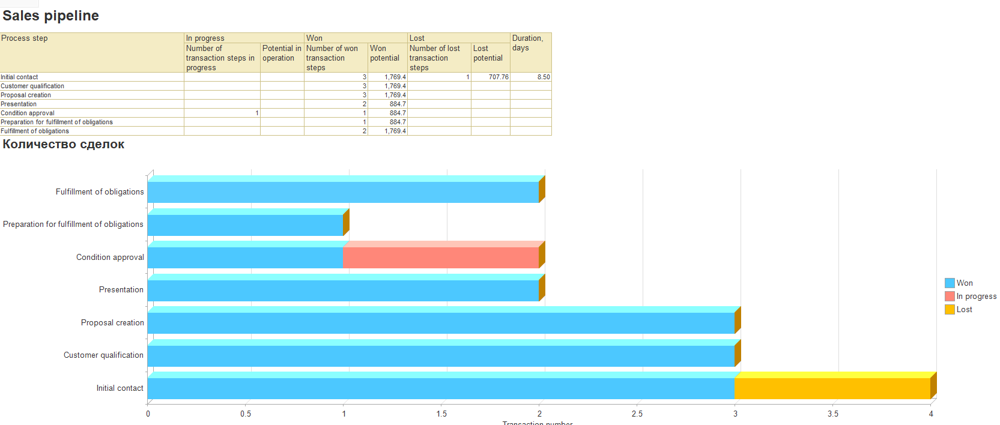 Sales pipeline
Process step
In progress
Won
Lost
Duration, days
Number of transaction steps in progress
Potential in operation
Number of won transaction steps
Won potential
Number of lost transaction steps
Lost potential
Initial contact 3 1,769.4 1 707.76 8.50
Customer qualification 3 1,769.4
Proposal creation 3 1,769.4
Presentation 2 884.7
Condition approval 1 1 884.7
Preparation for fulfillment of obligations 1 884.7
Fulfillment of obligations 2 1,769.4
Количество сделок
Fulfillment of obligations
Preparation for fulfillment of obligations
Condition approval
Presentation
Proposal creation
Customer qualification
Initial contact
Won
In progress
Lost
0 0.5 1 1.5 2 2.5 3 3.5 4
Transaction number